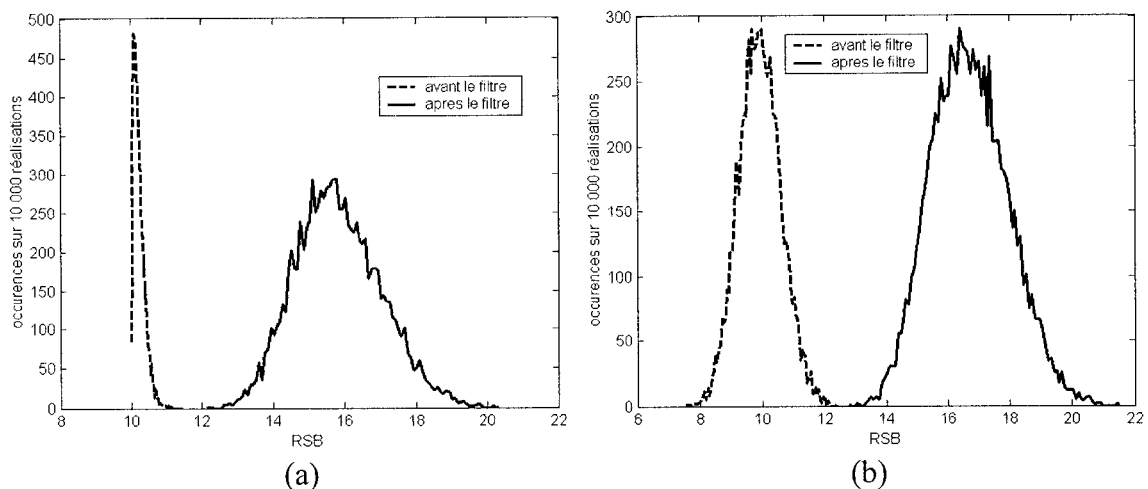 500
450
400
350
300
250
200
150
100
50
0
occurences sur 10 000 réalisations
avant le filtre
après le filtre
8 10 12 14 16 18 20 22
RSB
(a)
300
250
200
150
100
50
0
occurences sur 10 000 réalisations
avant le filtre
après le filtre
6 8 10 12 14 16 18 20 22
RSB
(b)